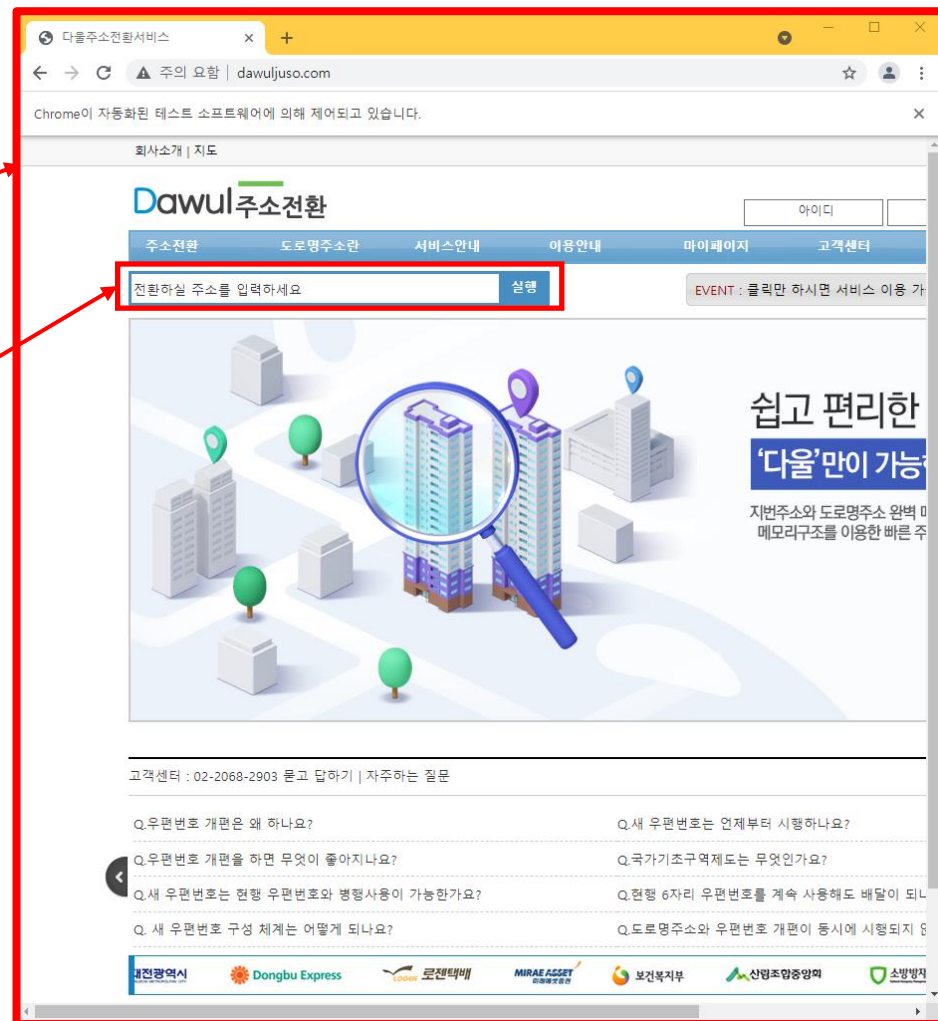 다울주소전환서비스
주의 요함 | dawuljuso.com
Chrome이 자동화된 테스트 소프트웨어에 의해 제어되고 있습니다.
회사소개 | 지도
Dawul주소전환
아이디
주소전환 도로명주소란 서비스안내 이용안내 마이페이지 고객센터
전환하실 주소를 입력하세요 실행
EVENT : 클릭만 하시면 서비스 이용 가
쉽고 편리한
'다울'만이 가능
지번주소와 도로명주소 완벽
메모리구조를 이용한 빠른 주
고객센터 : 02-2068-2903 묻고 답하기 | 자주하는 질문
Q.우편번호 개편은 왜 하나요? Q.새 우편번호는 언제부터 시행하나요?
Q.우편번호 개편을 하면 무엇이 좋아지나요? Q.국가기초구역제도는 무엇인가요?
Q.새 우편번호는 현행 우편번호와 병행사용이 가능한가요? Q.현행 6자리 우편번호를 계속 사용해도 배달이 되
Q. 새 우편번호 구성 체계는 어떻게 되나요? Q.도로명주소와 우편번호 개편이 동시에 시행되지
대전광역시 Dongbu Express LOGEN 로젠택배 MIRAE ASSET 미래에셋증권 보건복지부 산림조합중앙회 소방방재